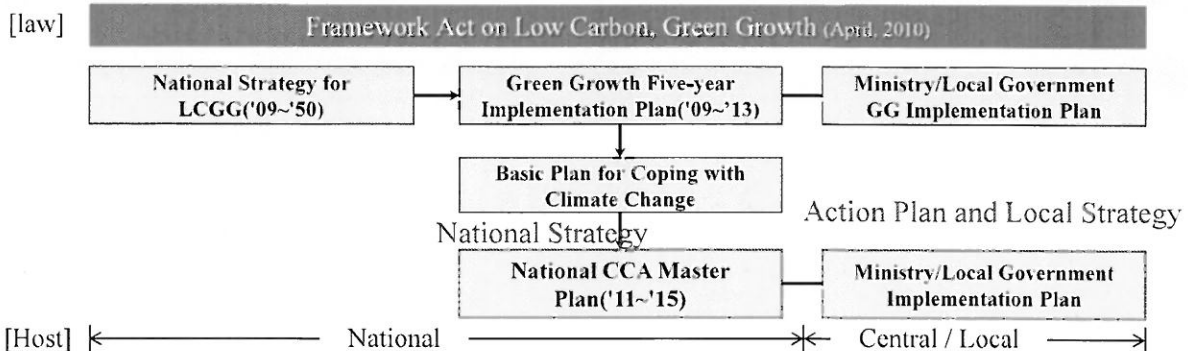 [law]
Framework Act on Low Carbon, Green Growth (April, 2010)
National Strategy for
LCGG('09~'50)
Green Growth Five-year
Implementation Plan('09~'13)
Ministry/Local Government
GG Implementation Plan
Basic Plan for Coping with
Climate Change
National Strategy
Action Plan and Local Strategy
National CCA Master
Plan('11~'15)
Ministry/Local Government
Implementation Plan
[Host]
National
Central / Local